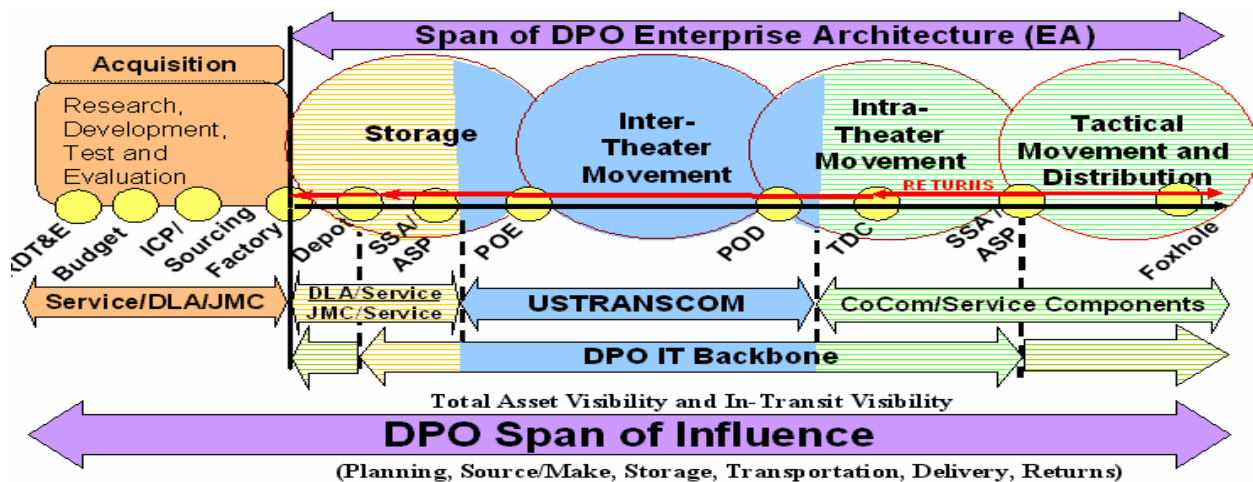 Span of DPO Enterprise Architecture (EA)
Acquisition
Research,
Development,
Test and
Evaluation
Storage
Inter-
Theater
Movement
Intra-
Theater
Movement
Tactical
Movement and
Distribution
RETURNS
RDT&E
Budget
ICP/
Sourcing
Factory
Depot
SSA/
ASP
POE
POD
TDC
SSA /
ASP
Foxhole
Service/DLA/JMC
DLA/Service
JMC/Service
USTRANSCOM
CoCom/Service Components
DPO IT Backbone
Total Asset Visibility and In-Transit Visibility
DPO Span of Influence
(Planning, Source/Make, Storage, Transportation, Delivery, Returns)